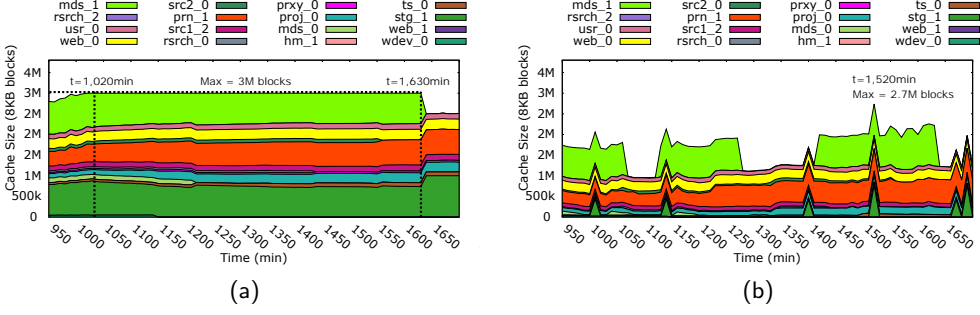 mds_1 src2_0 prxy_0 ts_0
rsrch_2 prn_1 proj_0 stg_1
usr_0 src1_2 mds_0 web_1
web_0 rsrch_0 hm_1 wdev_0
4M
3M
2M
2M
2M
1M
500k
0
Cache Size (8KB blocks)
t=1,020min
Max = 3M blocks
t=1,630min
950 1000 1050 1100 1150 1200 1250 1300 1350 1400 1450 1500 1550 1600 1650
Time (min)
(a)
mds_1 src2_0 prxy_0 ts_0
rsrch_2 prn_1 proj_0 stg_1
usr_0 src1_2 mds_0 web_1
web_0 rsrch_0 hm_1 wdev_0
4M
3M
2M
2M
2M
1M
500k
0
Cache Size (8KB blocks)
t=1,520min
Max = 2.7M blocks
950 1000 1050 1100 1150 1200 1250 1300 1350 1400 1450 1500 1550 1600 1650
Time (min)
(b)